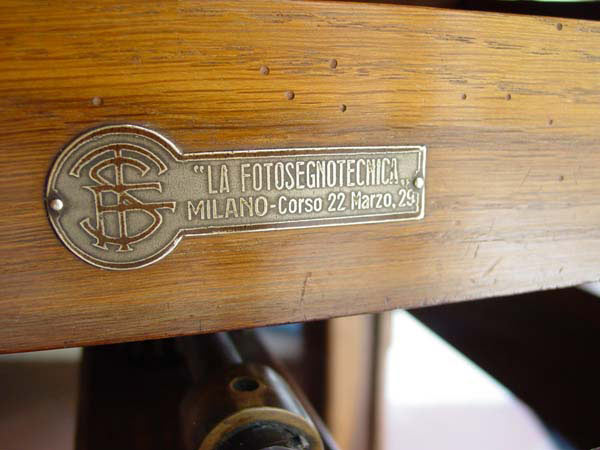 "LA FOTOSEGNOTECNICA„
MILANO-Corso 22 Marzo, 29